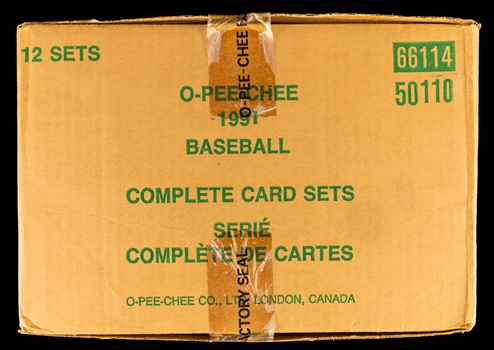 12 SETS
66114
50110
O-PEE-CHEE
1991
BASEBALL
COMPLETE CARD SETS
SERIÉ
COMPLÈTE DE CARTES
O-PEE-CHEE CO., LTD. LONDON, CANADA
O-PEE-CHEE
SEAL